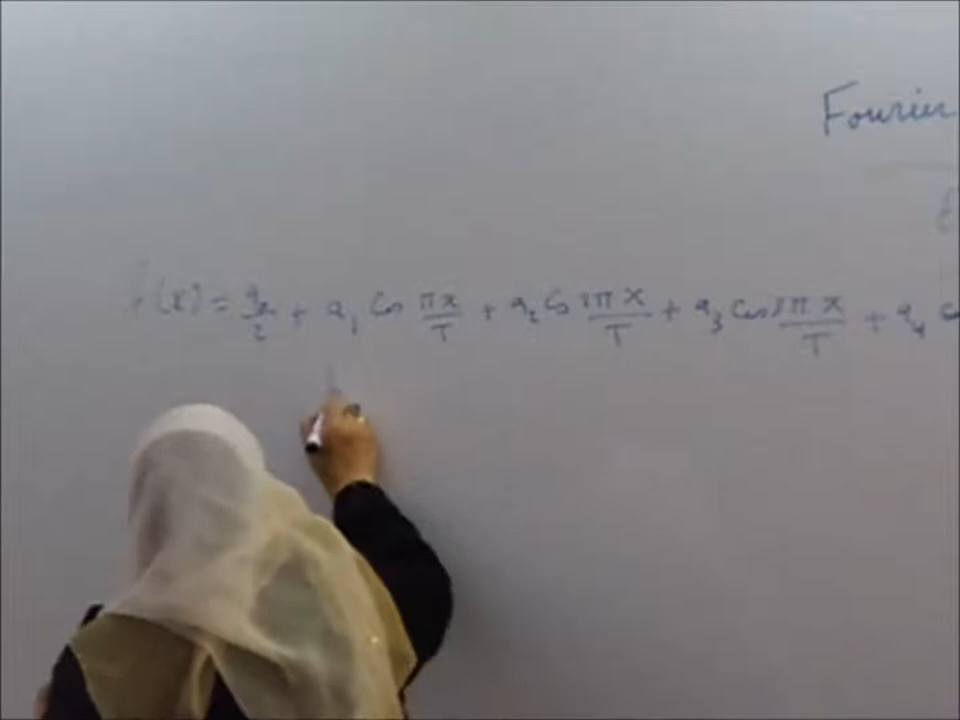 Fourier
f(x) = a₀/2 + a₁ Cos πx/T + a₂ Cos 2πx/T + a₃ Cos 3πx/T + a₄